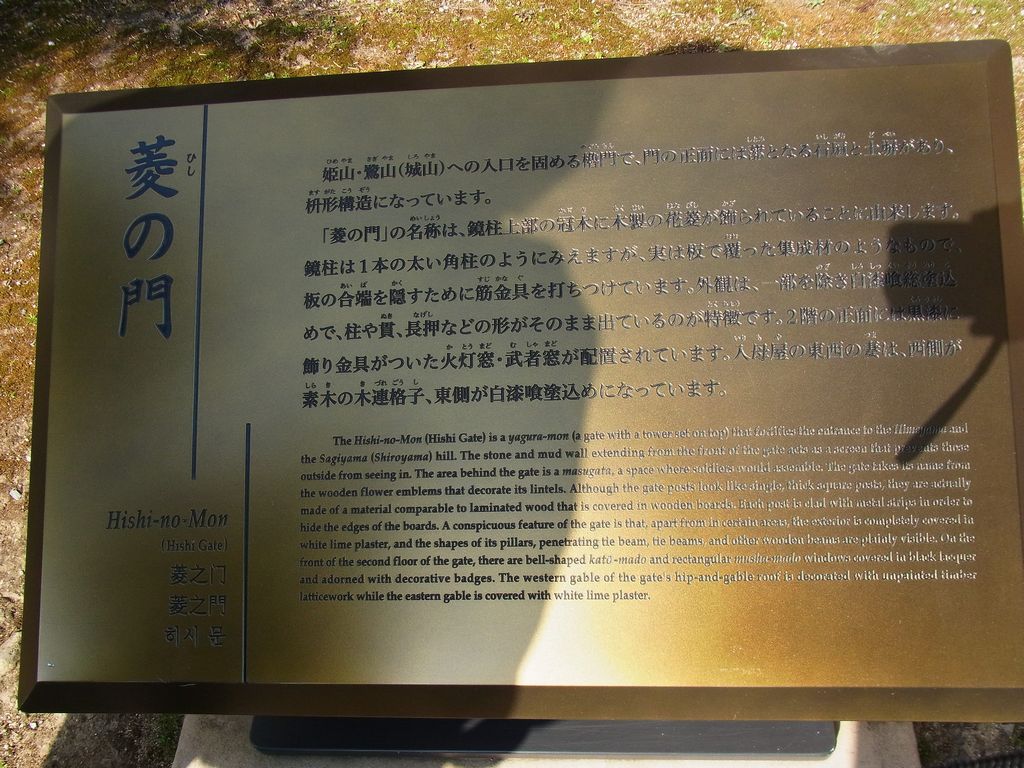 菱の門
ひし
姫山・鷺山(城山)への入口を固める櫓門で、門の正面には蔀となる石垣と土塀があり、
枡形構造になっています。
「菱の門」の名称は、鏡柱上部の冠木に木製の花菱が飾られていることに由来します。
鏡柱は1本の太い角柱のようにみえますが、実は板で覆った集成材のようなもので、
板の合端を隠すために筋金具を打ちつけています。外観は、一部を除き白漆喰総塗込
めで、柱や貫、長押などの形がそのまま出ているのが特徴です。2階の正面には黒漆に
飾り金具がついた火灯窓・武者窓が配置されています。入母屋の東西の妻は、西側が
素木の木連格子、東側が白漆喰塗込めになっています。
Hishi-no-Mon
(Hishi Gate)
菱之门
菱之門
히시 문
The Hishi-no-Mon (Hishi Gate) is a yagura-mon (a gate with a tower set on top) that fortifies the entrance to the Himeyama and
the Sagiyama (Shiroyama) hill. The stone and mud wall extending from the front of the gate acts as a screen that prevents those
outside from seeing in. The area behind the gate is a masugata, a space where soldiers would assemble. The gate takes its name from
the wooden flower emblems that decorate its lintels. Although the gate posts look like single, thick square posts, they are actually
made of a material comparable to laminated wood that is covered in wooden boards. Each post is clad with metal strips in order to
hide the edges of the boards. A conspicuous feature of the gate is that, apart from in certain areas, the exterior is completely covered in
white lime plaster, and the shapes of its pillars, penetrating tie beam, tie beams, and other wooden beams are plainly visible. On the
front of the second floor of the gate, there are bell-shaped katō-mado and rectangular musha-mado windows covered in black lacquer
and adorned with decorative badges. The western gable of the gate's hip-and-gable roof is decorated with unpainted timber
latticework while the eastern gable is covered with white lime plaster.